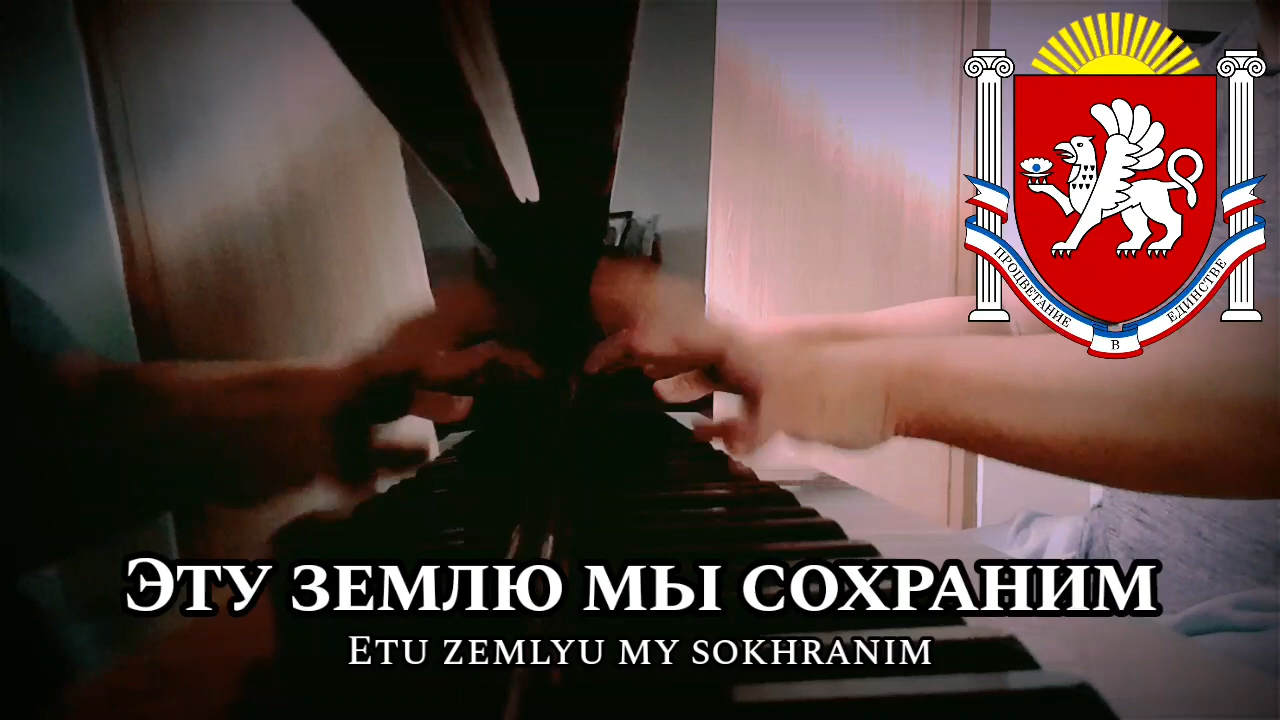 ПРОЦВЕТАНИЕ В ЕДИНСТВЕ
Эту землю мы сохраним
Etu zemlyu my sokhranim